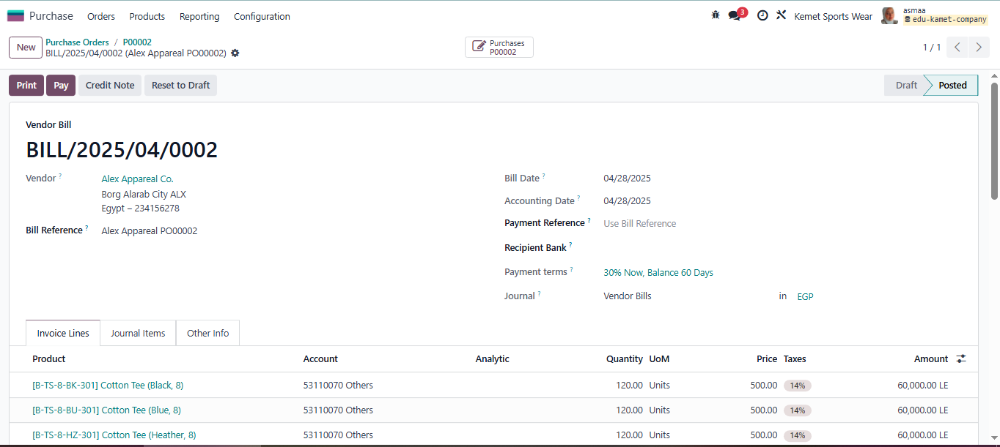 Purchase Orders Products Reporting Configuration 3 Kemet Sports Wear asmaa
edu-kamet-company
New Purchase Orders / P00002
BILL/2025/04/0002 (Alex Appareal PO00002)
Purchases
P00002
1 / 1
Print Pay Credit Note Reset to Draft Draft Posted
Vendor Bill
BILL/2025/04/0002
Vendor ? Alex Appareal Co.
Borg Alarab City ALX
Egypt – 234156278
Bill Reference ? Alex Appareal PO00002
Bill Date ? 04/28/2025
Accounting Date ? 04/28/2025
Payment Reference ? Use Bill Reference
Recipient Bank ?
Payment terms ? 30% Now, Balance 60 Days
Journal ? Vendor Bills in EGP
Invoice Lines Journal Items Other Info
Product Account Analytic Quantity UoM Price Taxes Amount
[B-TS-8-BK-301] Cotton Tee (Black, 8) 53110070 Others 120.00 Units 500.00 14% 60,000.00 LE
[B-TS-8-BU-301] Cotton Tee (Blue, 8) 53110070 Others 120.00 Units 500.00 14% 60,000.00 LE
[B-TS-8-HZ-301] Cotton Tee (Heather, 8) 53110070 Others 120.00 Units 500.00 14% 60,000.00 LE